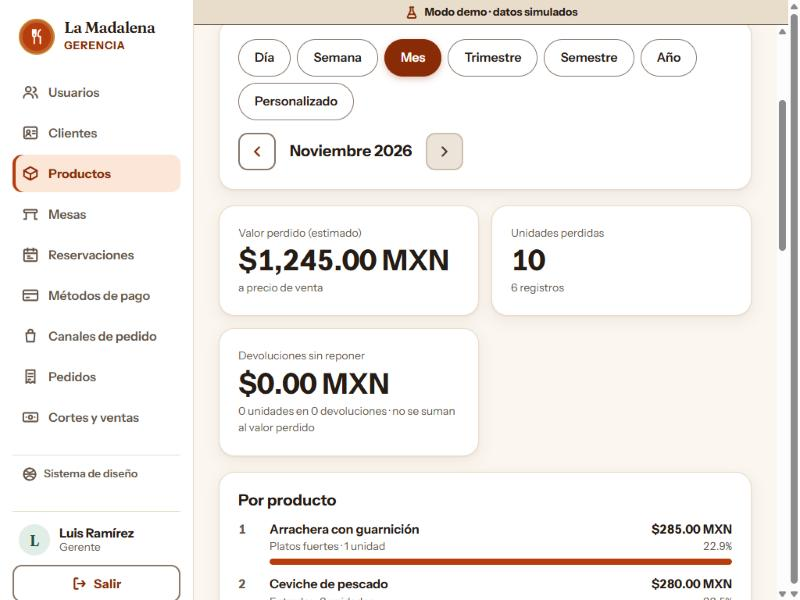 La Madalena
GERENCIA
Usuarios
Clientes
Productos
Mesas
Reservaciones
Métodos de pago
Canales de pedido
Pedidos
Cortes y ventas
Sistema de diseño
L
Luis Ramírez
Gerente
Salir
Modo demo · datos simulados
Día
Semana
Mes
Trimestre
Semestre
Año
Personalizado
Noviembre 2026
Valor perdido (estimado)
$1,245.00 MXN
a precio de venta
Unidades perdidas
10
6 registros
Devoluciones sin reponer
$0.00 MXN
0 unidades en 0 devoluciones · no se suman
al valor perdido
Por producto
1 Arrachera con guarnición $285.00 MXN
Platos fuertes · 1 unidad 22.9%
2 Ceviche de pescado $280.00 MXN